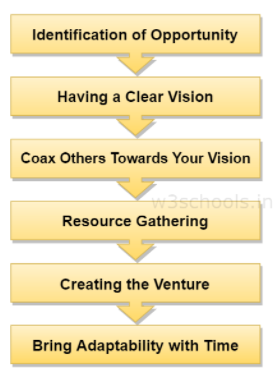 Identification of Opportunity
Having a Clear Vision
Coax Others Towards Your Vision
w3schools.in
Resource Gathering
Creating the Venture
Bring Adaptability with Time